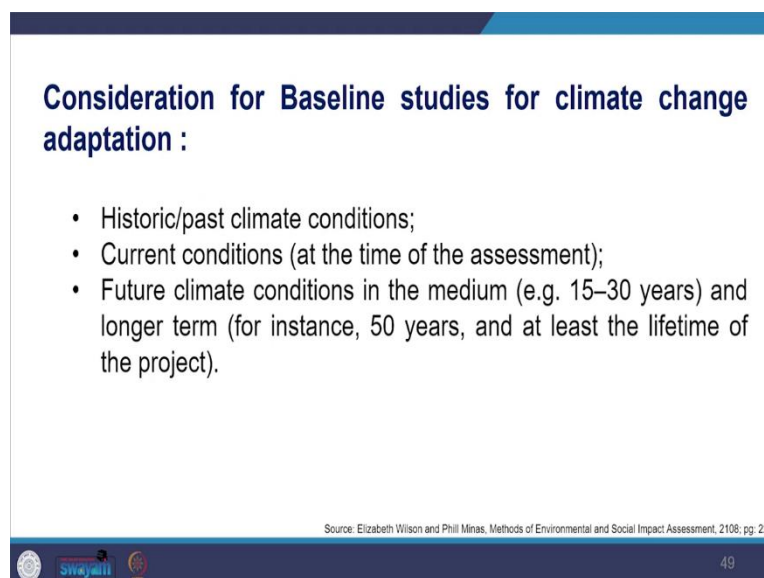 Consideration for Baseline studies for climate change
adaptation :
• Historic/past climate conditions;
• Current conditions (at the time of the assessment);
• Future climate conditions in the medium (e.g. 15–30 years) and
longer term (for instance, 50 years, and at least the lifetime of
the project).
Source: Elizabeth Wilson and Phill Minas, Methods of Environmental and Social Impact Assessment, 2108; pg: 2
swayam
49